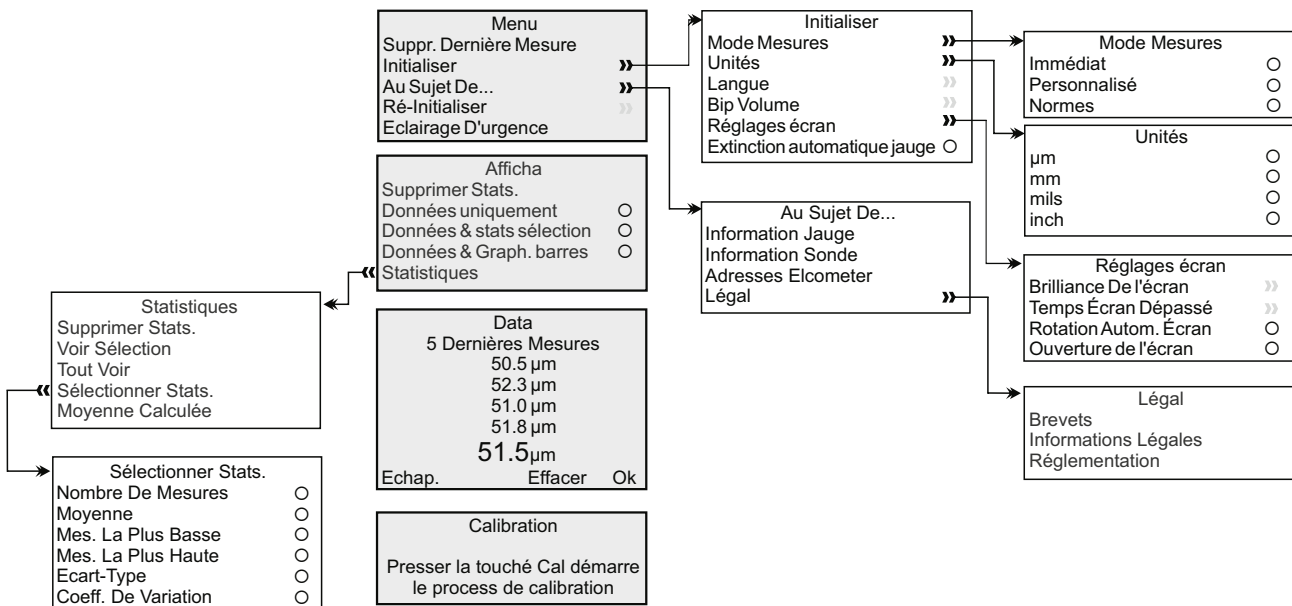 Menu
Suppr. Dernière Mesure
Initialiser
Au Sujet De...
Ré-Initialiser
Eclairage D'urgence
Afficha
Supprimer Stats.
Données uniquement
Données & stats sélection
Données & Graph. barres
Statistiques
Statistiques
Supprimer Stats.
Voir Sélection
Tout Voir
Sélectionner Stats.
Moyenne Calculée
Sélectionner Stats.
Nombre De Mesures
Moyenne
Mes. La Plus Basse
Mes. La Plus Haute
Ecart-Type
Coeff. De Variation
Data
5 Dernières Mesures
50.5 µm
52.3 µm
51.0 µm
51.8 µm
51.5µm
Echap. Effacer Ok
Calibration
Presser la touché Cal démarre
le process de calibration
Initialiser
Mode Mesures
Unités
Langue
Bip Volume
Réglages écran
Extinction automatique jauge
Au Sujet De...
Information Jauge
Information Sonde
Adresses Elcometer
Légal
Mode Mesures
Immédiat
Personnalisé
Normes
Unités
µm
mm
mils
inch
Réglages écran
Brilliance De l'écran
Temps Écran Dépassé
Rotation Autom. Écran
Ouverture de l'écran
Légal
Brevets
Informations Légales
Réglementation